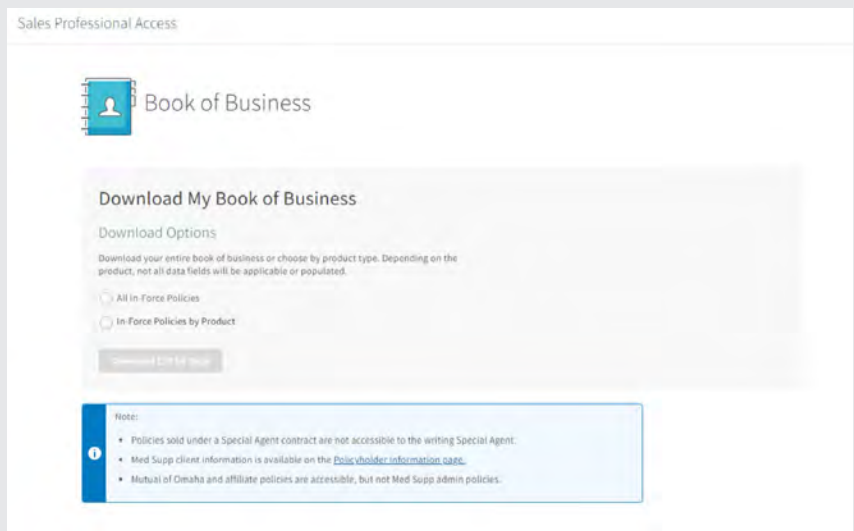 Sales Professional Access
Book of Business
Download My Book of Business
Download Options
Download your entire book of business or choose by product type. Depending on the
product, not all data fields will be applicable or populated.
All In-Force Policies
In-Force Policies by Product
Note:
Policies sold under a Special Agent contract are not accessible to the writing Special Agent.
Med Supp client information is available on the Policyholder Information page.
Mutual of Omaha and affiliate policies are accessible, but not Med Supp admin policies.